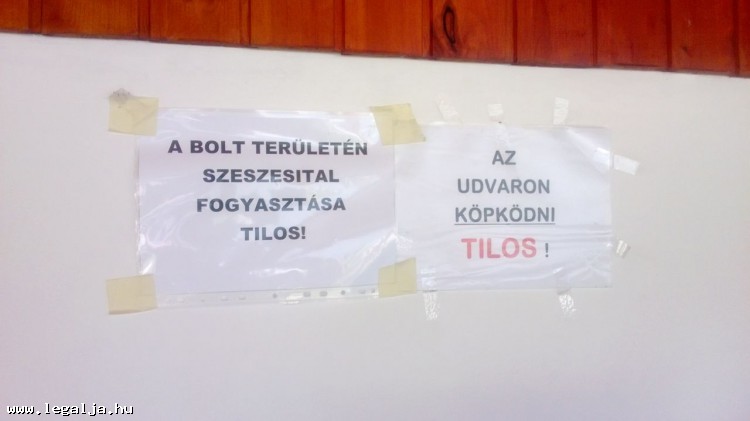 A BOLT TERÜLETÉN
SZESZESITAL
FOGYASZTÁSA
TILOS!
AZ
UDVARON
KÖPKÖDNI
TILOS !
www.legalja.hu